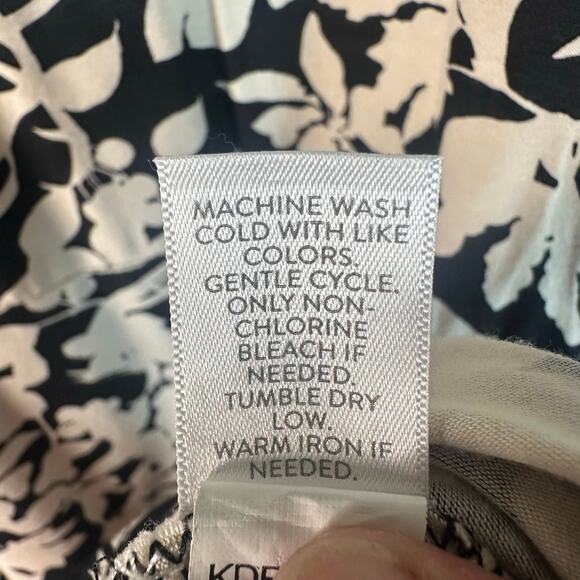 MACHINE WASH
COLD WITH LIKE
COLORS.
GENTLE CYCLE.
ONLY NON-
CHLORINE
BLEACH IF
NEEDED.
TUMBLE DRY
LOW.
WARM IRON IF
NEEDED.